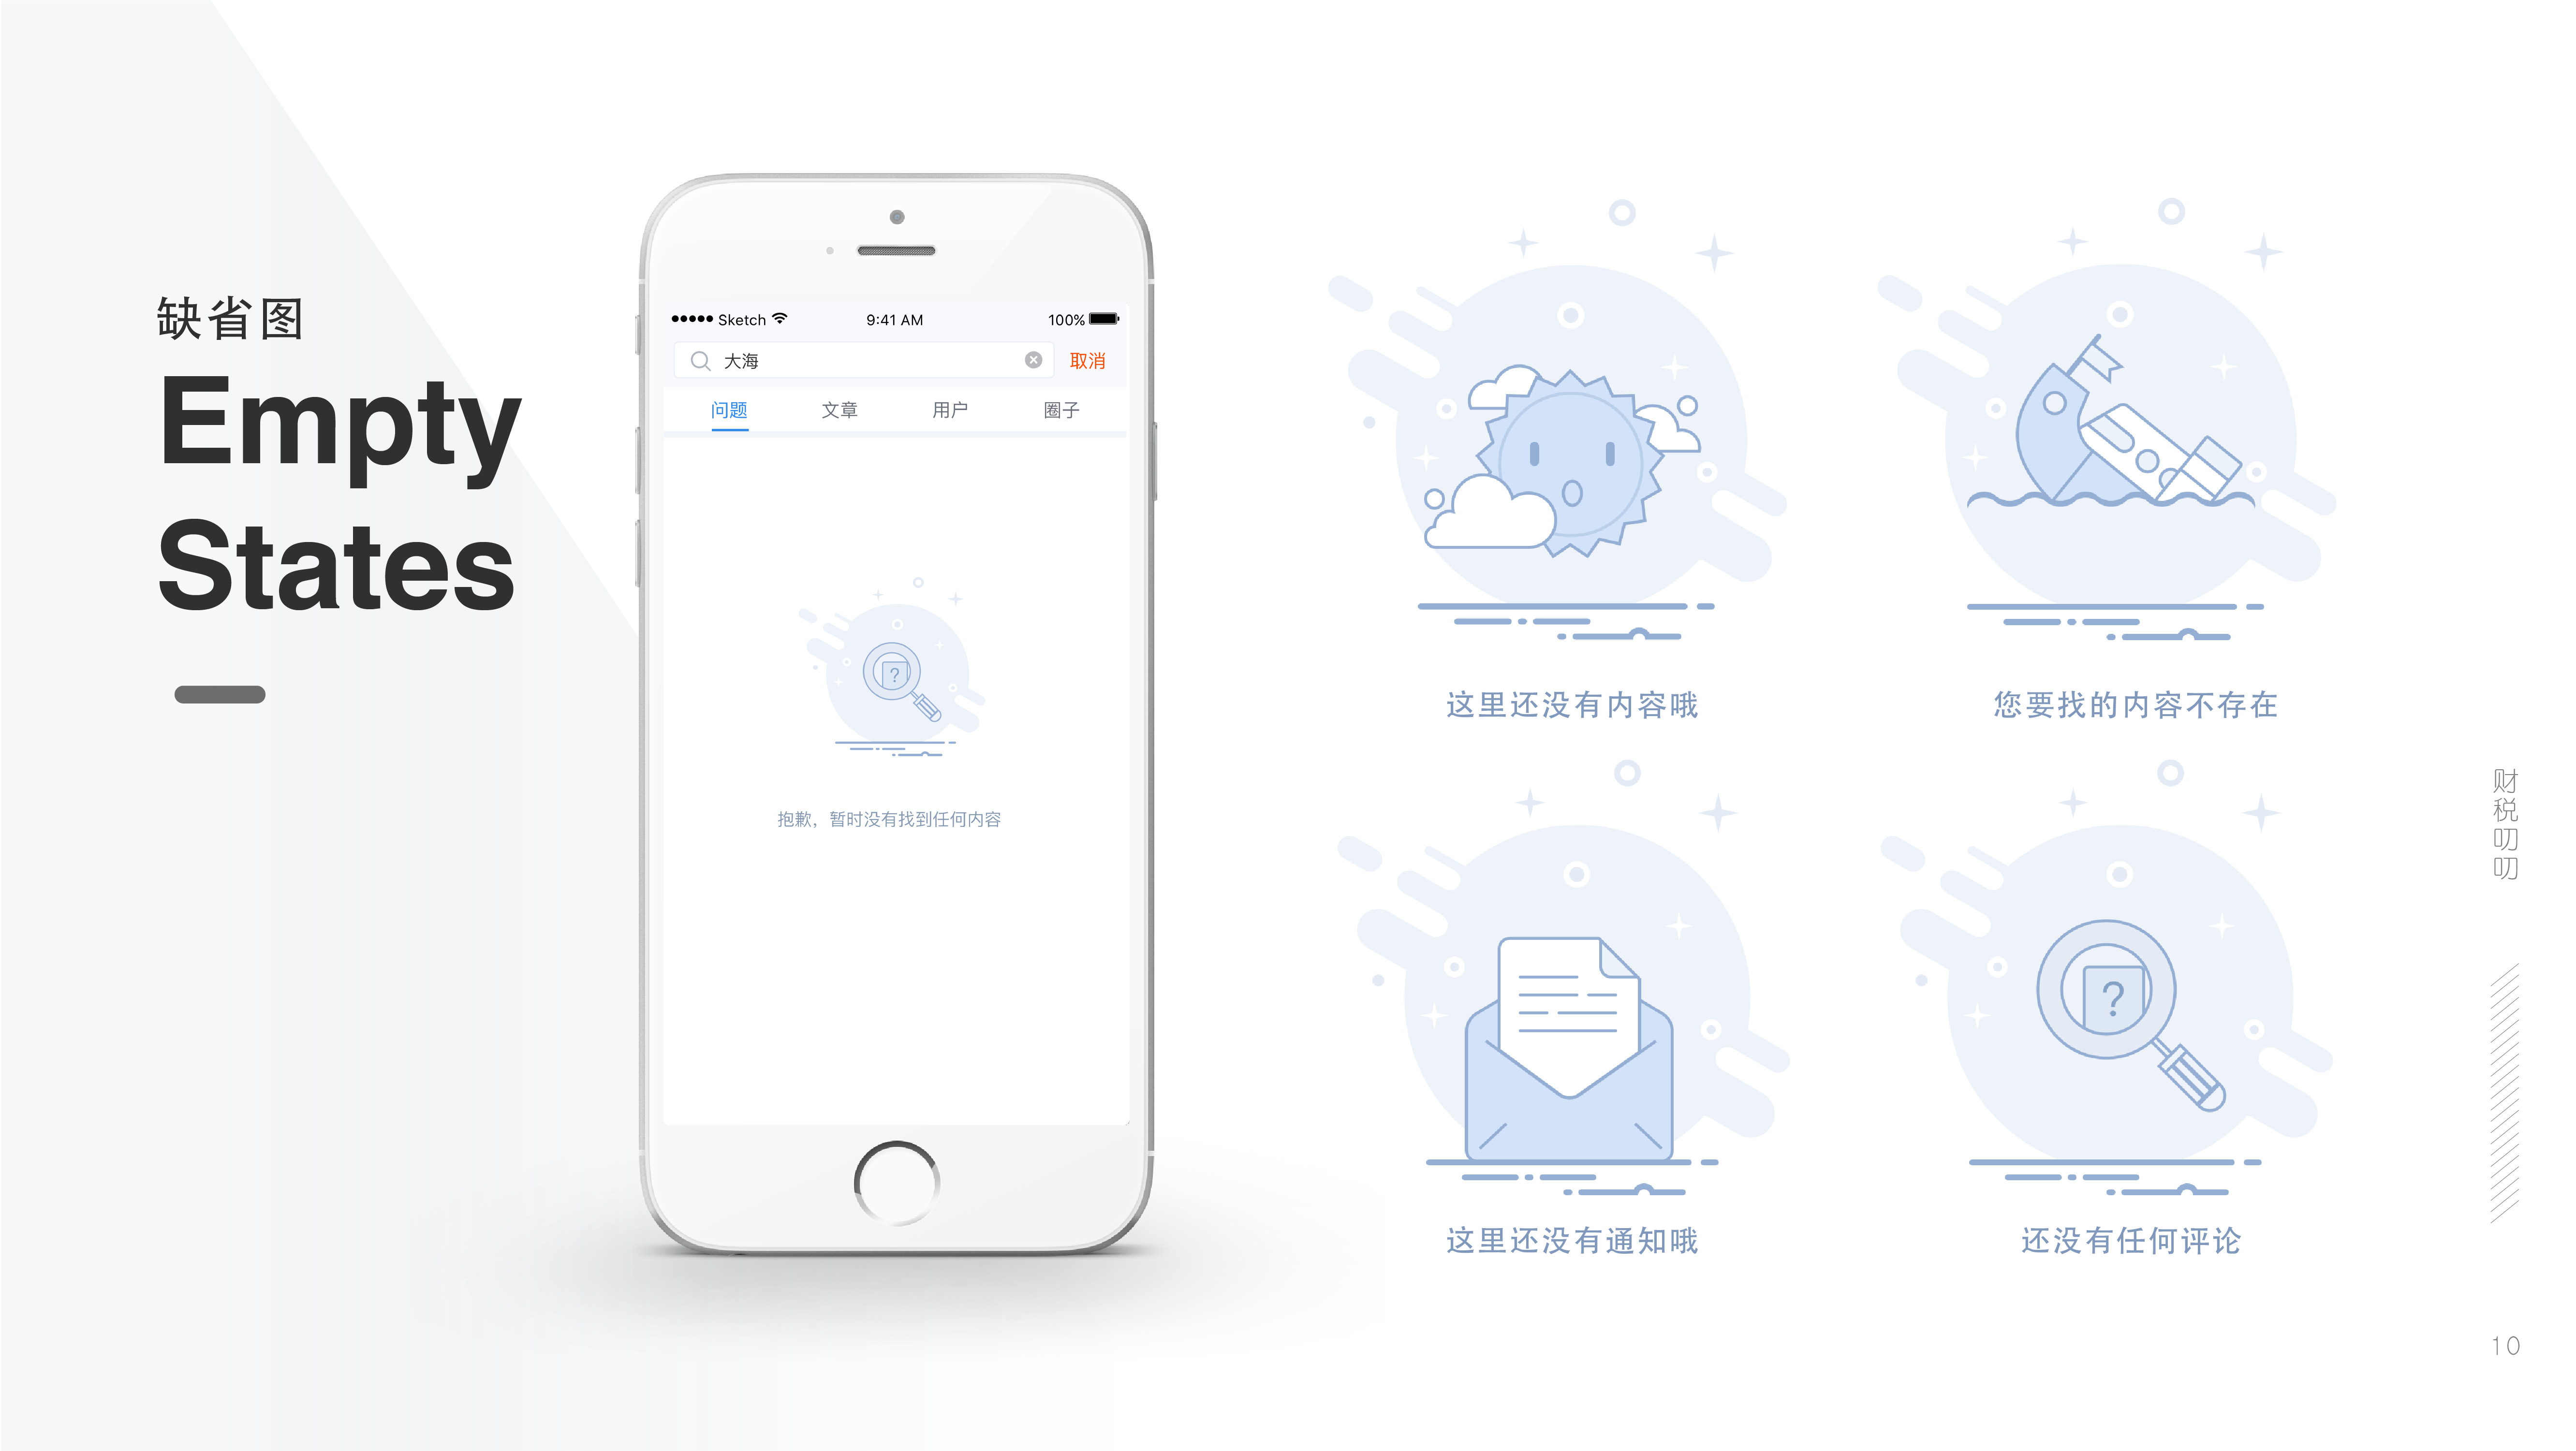 缺省图
Empty
States
Sketch 9:41 AM 100%
大海 取消
问题 文章 用户 圈子
?
抱歉，暂时没有找到任何内容
这里还没有内容哦
您要找的内容不存在
?
这里还没有通知哦
还没有任何评论
财税叨叨
10